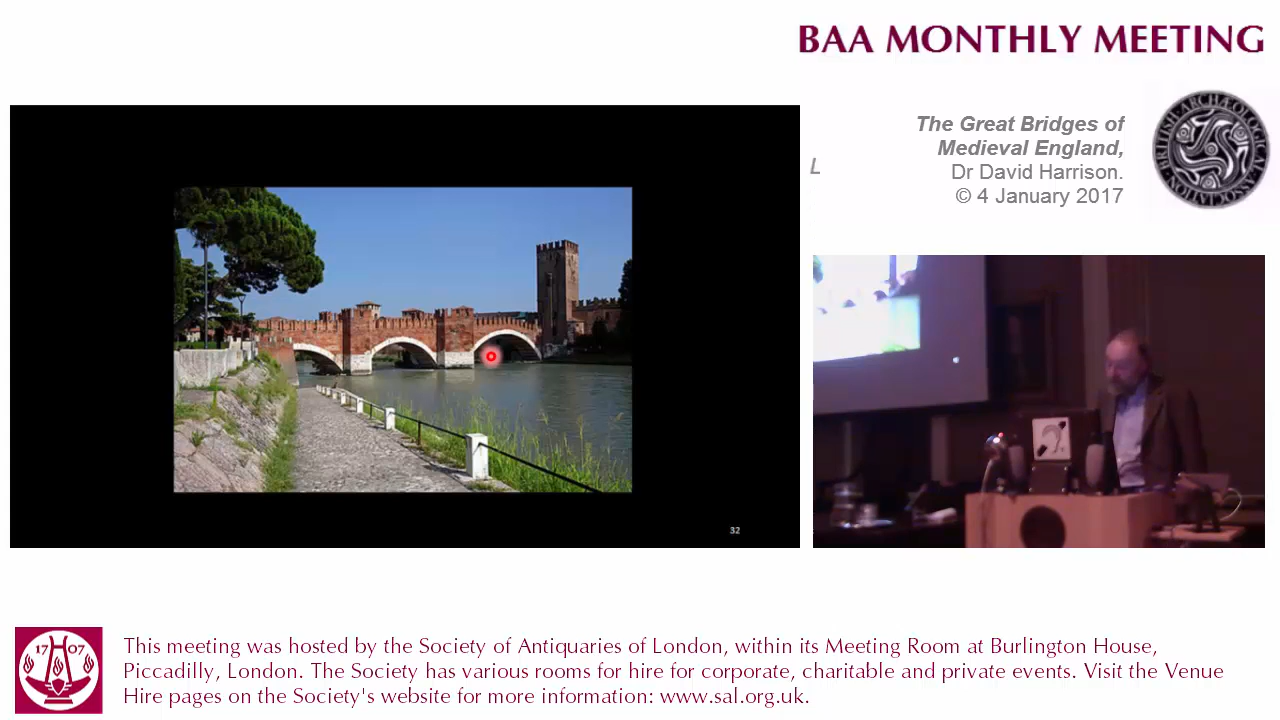 BAA MONTHLY MEETING
The Great Bridges of
Medieval England,
Dr David Harrison.
© 4 January 2017
L
BRITISH·ARCHÆOLOGICAL·ASSOCIATION
32
1707
This meeting was hosted by the Society of Antiquaries of London, within its Meeting Room at Burlington House,
Piccadilly, London. The Society has various rooms for hire for corporate, charitable and private events. Visit the Venue
Hire pages on the Society's website for more information: www.sal.org.uk.